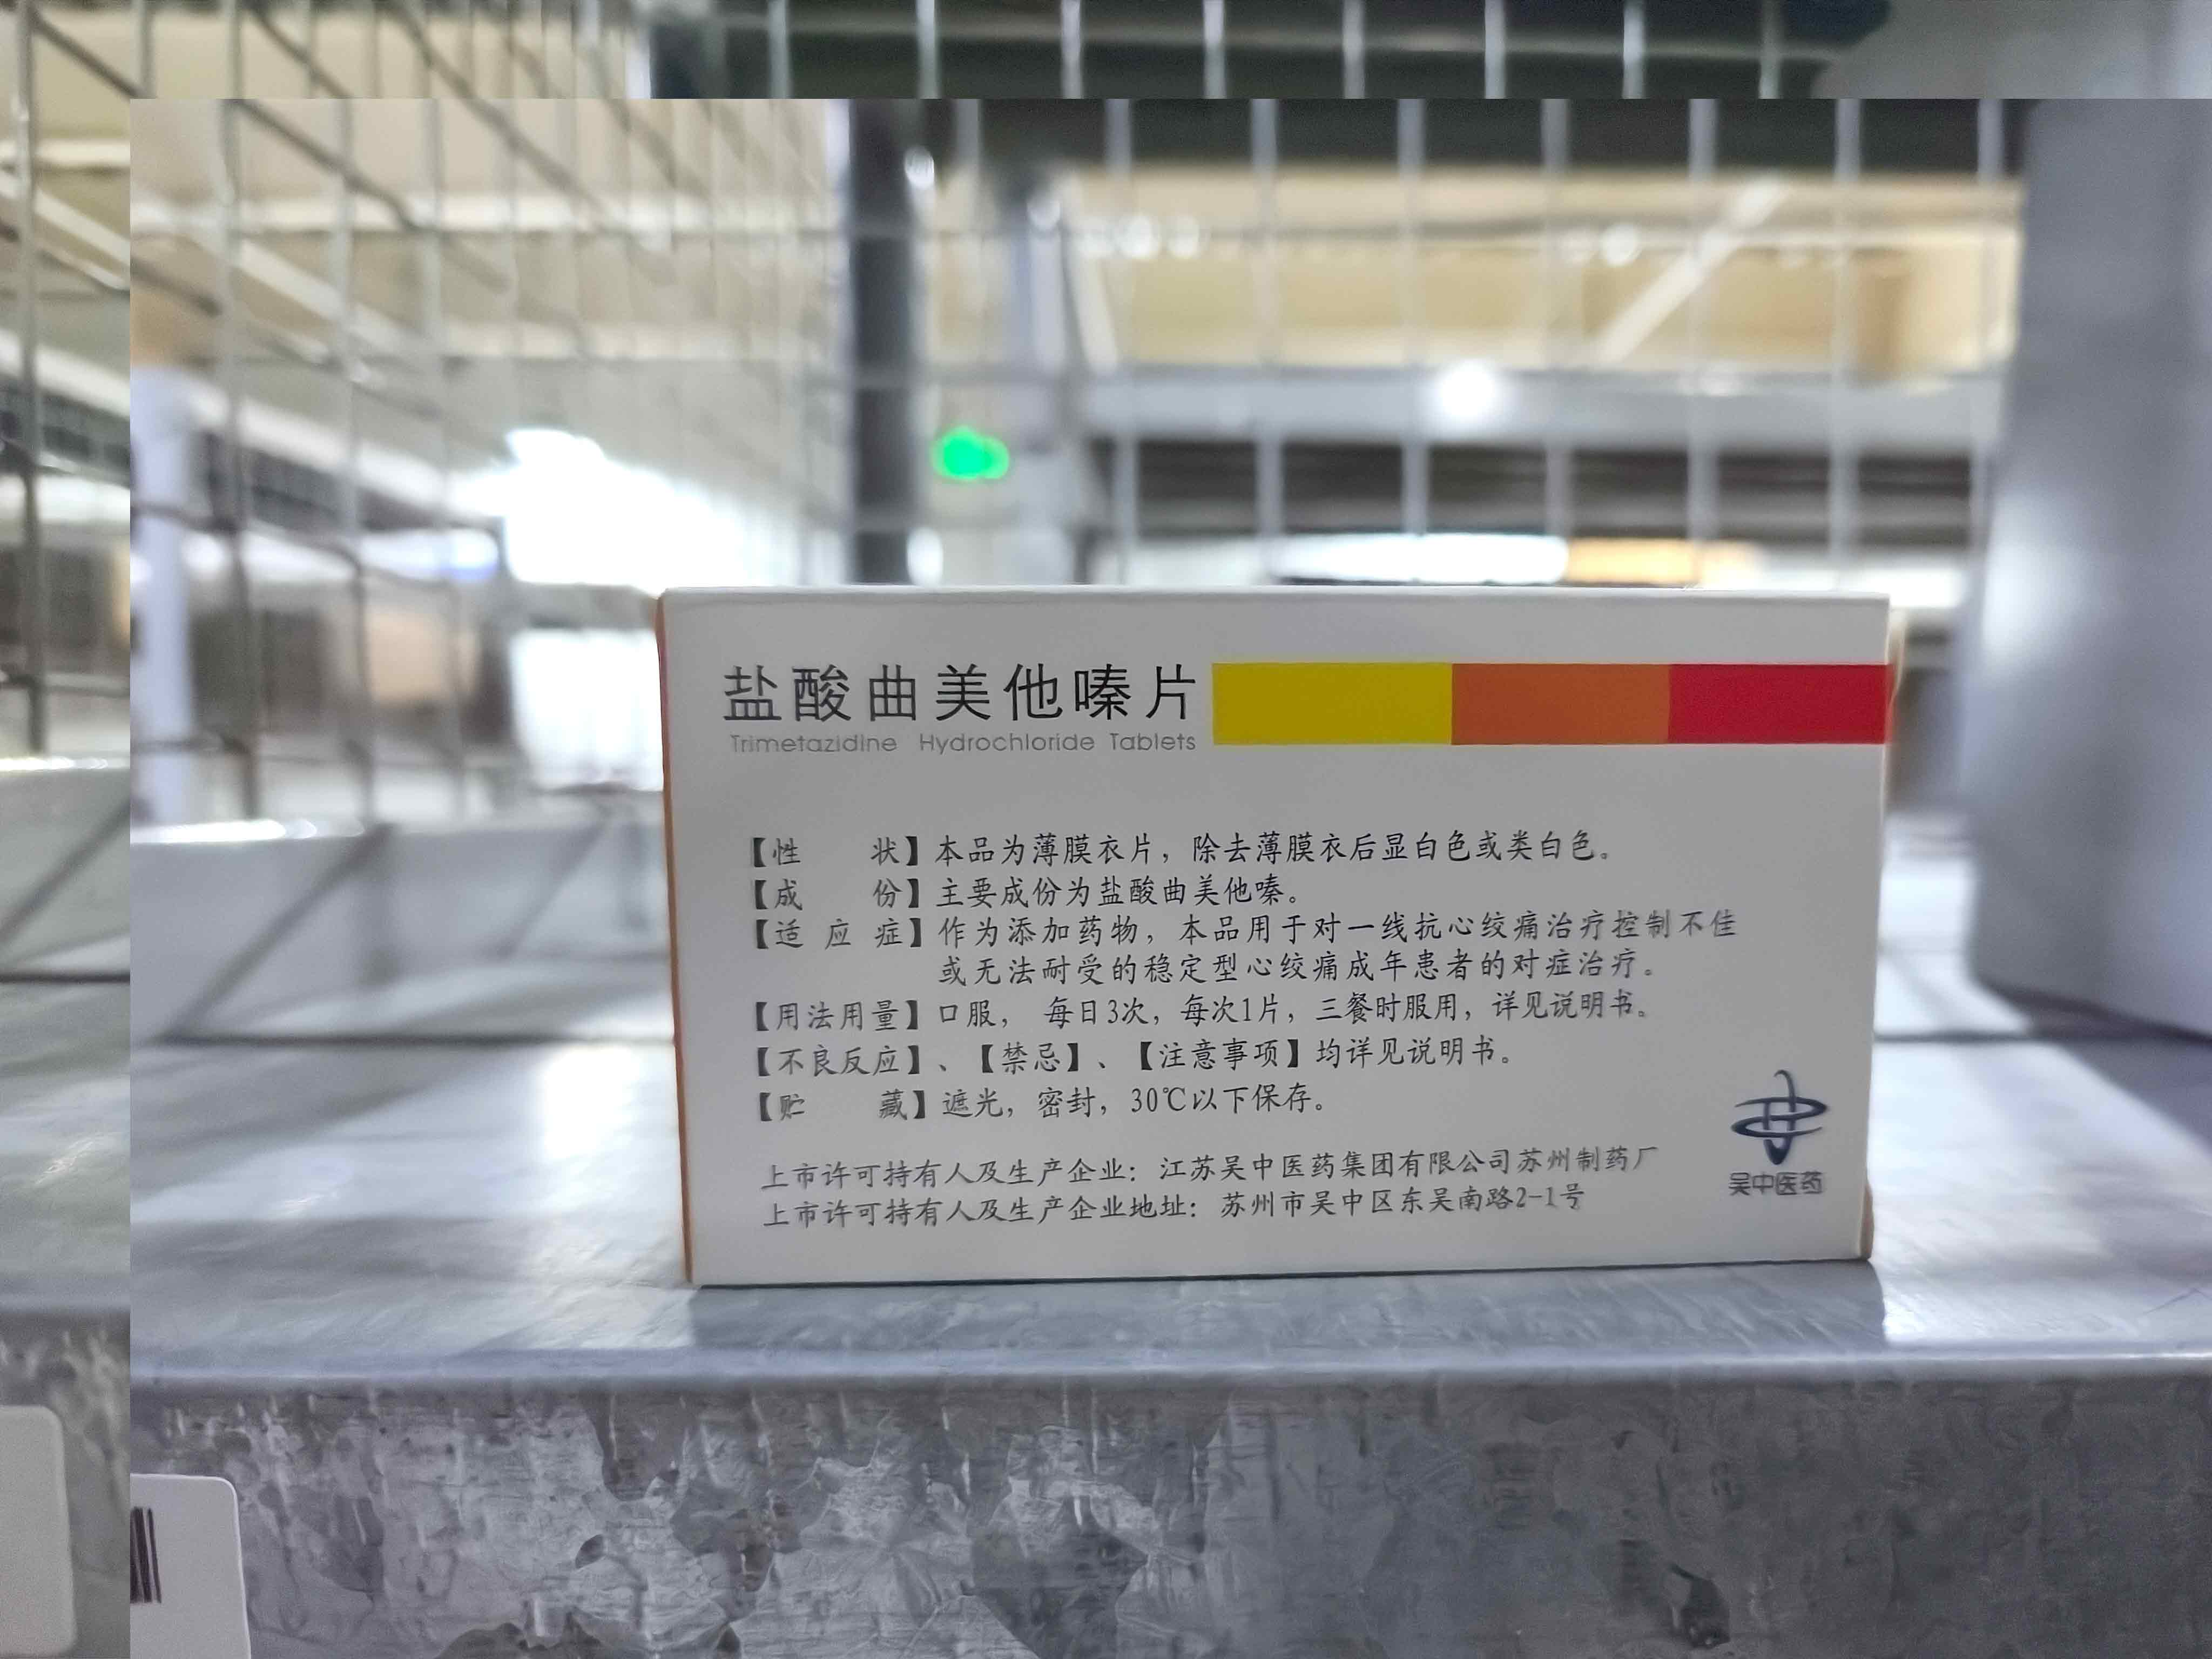 盐酸曲美他嗪片
Trimetazidine Hydrochloride Tablets
【性 状】本品为薄膜衣片，除去薄膜衣后显白色或类白色。
【成 份】主要成份为盐酸曲美他嗪。
【适 应 症】作为添加药物，本品用于对一线抗心绞痛治疗控制不佳
或无法耐受的稳定型心绞痛成年患者的对症治疗。
【用法用量】口服， 每日3次，每次1片，三餐时服用，详见说明书。
【不良反应】、【禁忌】、【注意事项】均详见说明书。
【贮 藏】遮光，密封，30℃以下保存。
上市许可持有人及生产企业：江苏吴中医药集团有限公司苏州制药厂
上市许可持有人及生产企业地址：苏州市吴中区东吴南路2-1号
吴中医药